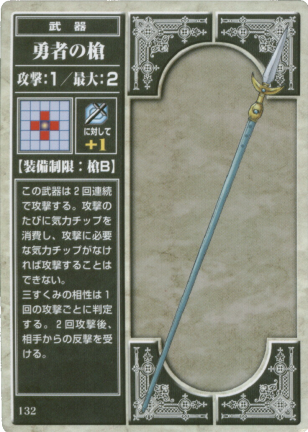 武器
勇者の槍
攻撃:1/最大:2
に対して
+1
【装備制限:槍B】
この武器は2回連続
で攻撃する。攻撃の
たびに気力チップを
消費し、攻撃に必要
な気力チップがなけ
れば攻撃することは
できない。
三すくみの相性は1
回の攻撃ごとに判定
する。2回攻撃後、
相手からの反撃を受
ける。
132